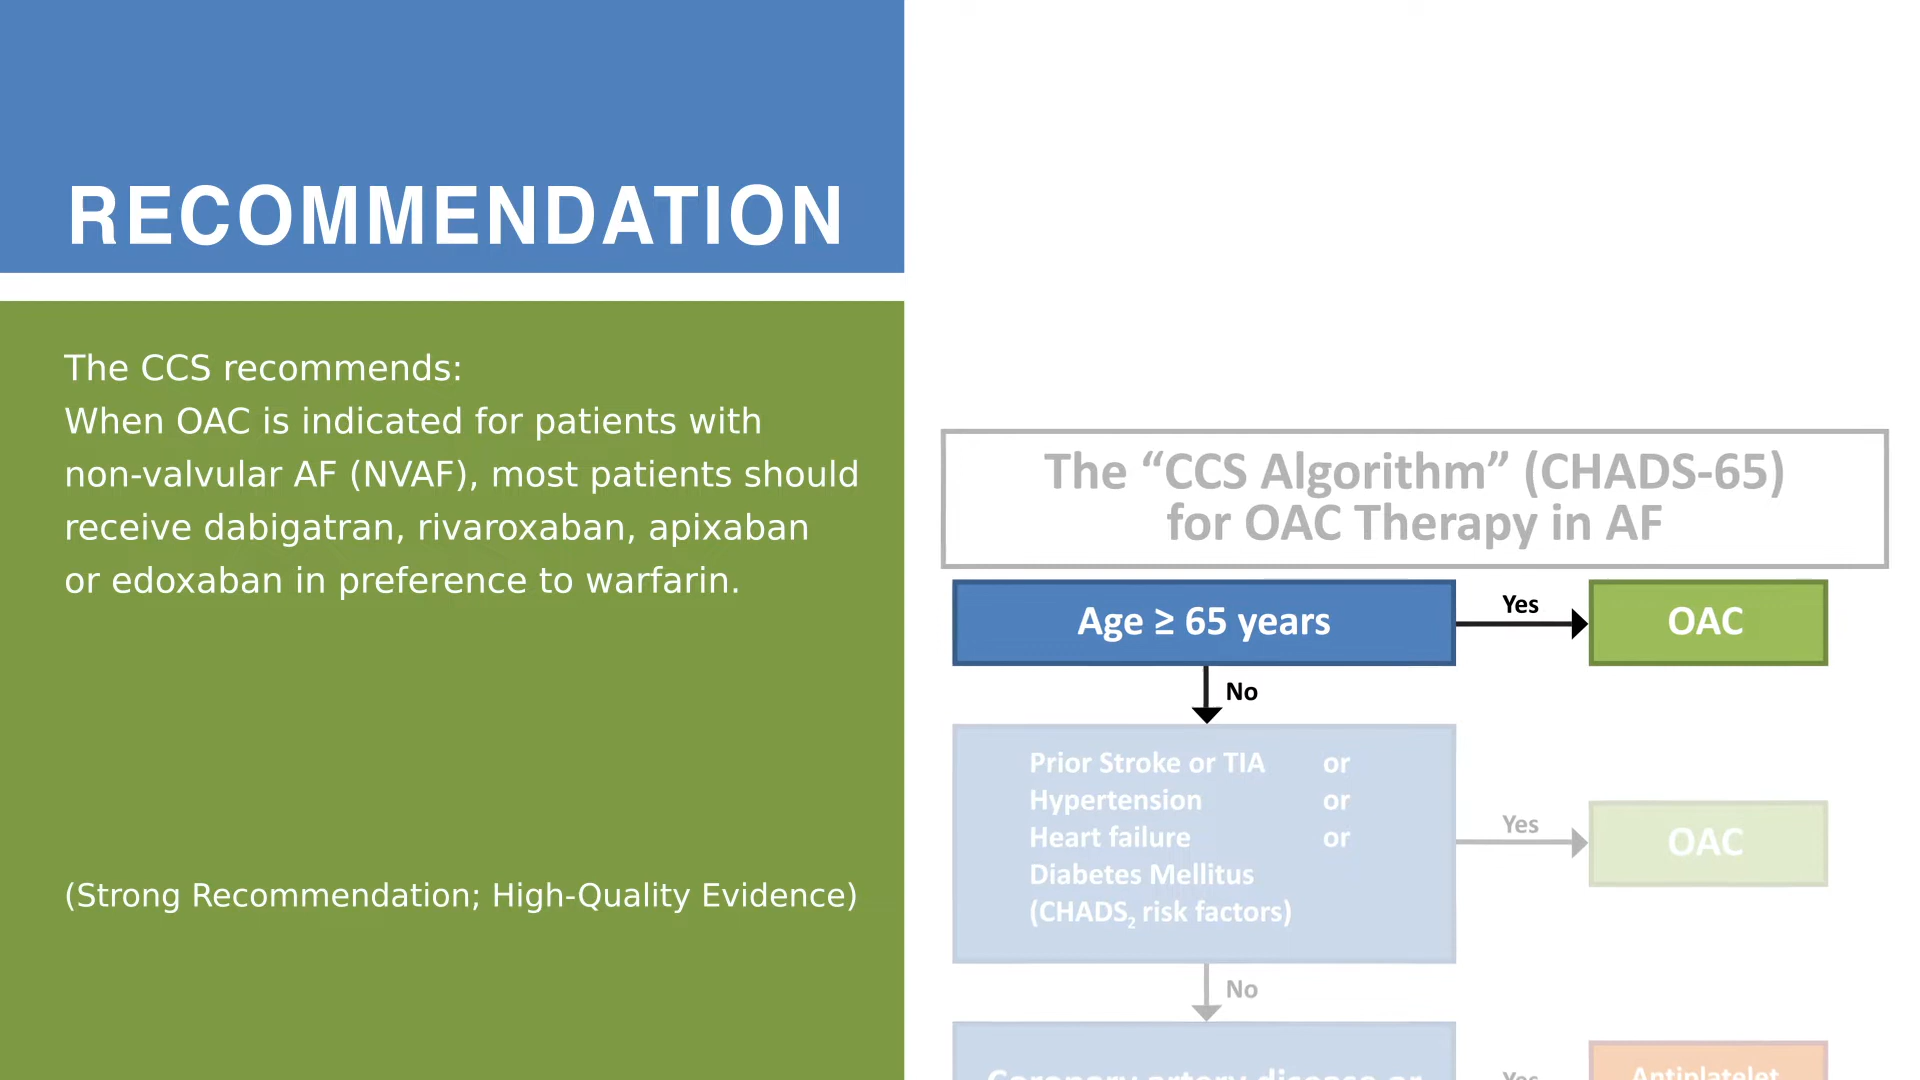 RECOMMENDATION
The CCS recommends:
When OAC is indicated for patients with
non-valvular AF (NVAF), most patients should
receive dabigatran, rivaroxaban, apixaban
or edoxaban in preference to warfarin.
(Strong Recommendation; High-Quality Evidence)
The “CCS Algorithm” (CHADS-65)
for OAC Therapy in AF
Age ≥ 65 years
Yes
OAC
No
Prior Stroke or TIA or
Hypertension or
Heart failure or
Diabetes Mellitus
(CHADS₂ risk factors)
Yes
OAC
No
Coronary artery disease or
Yes
Antiplatelet